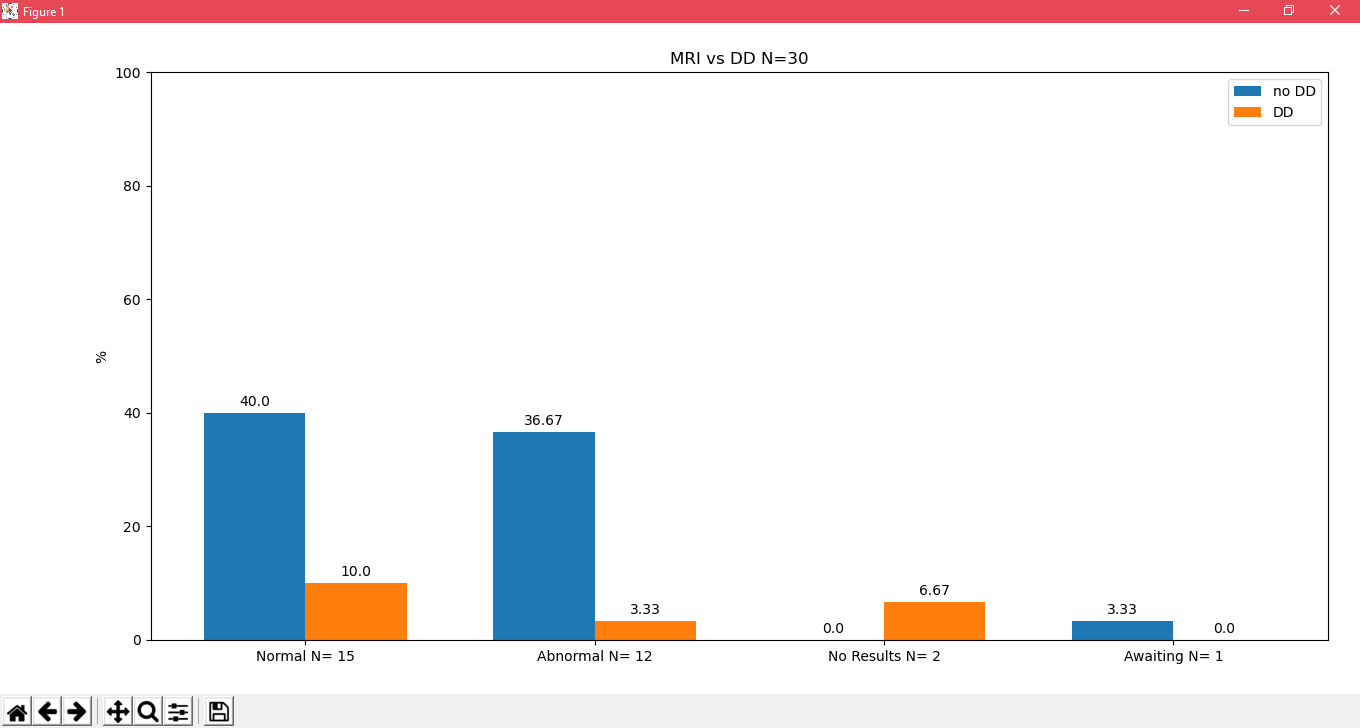 Figure 1
MRI vs DD N=30
100
80
60
40
20
0
%
no DD
DD
40.0
10.0
36.67
3.33
0.0
6.67
3.33
0.0
Normal N= 15
Abnormal N= 12
No Results N= 2
Awaiting N= 1